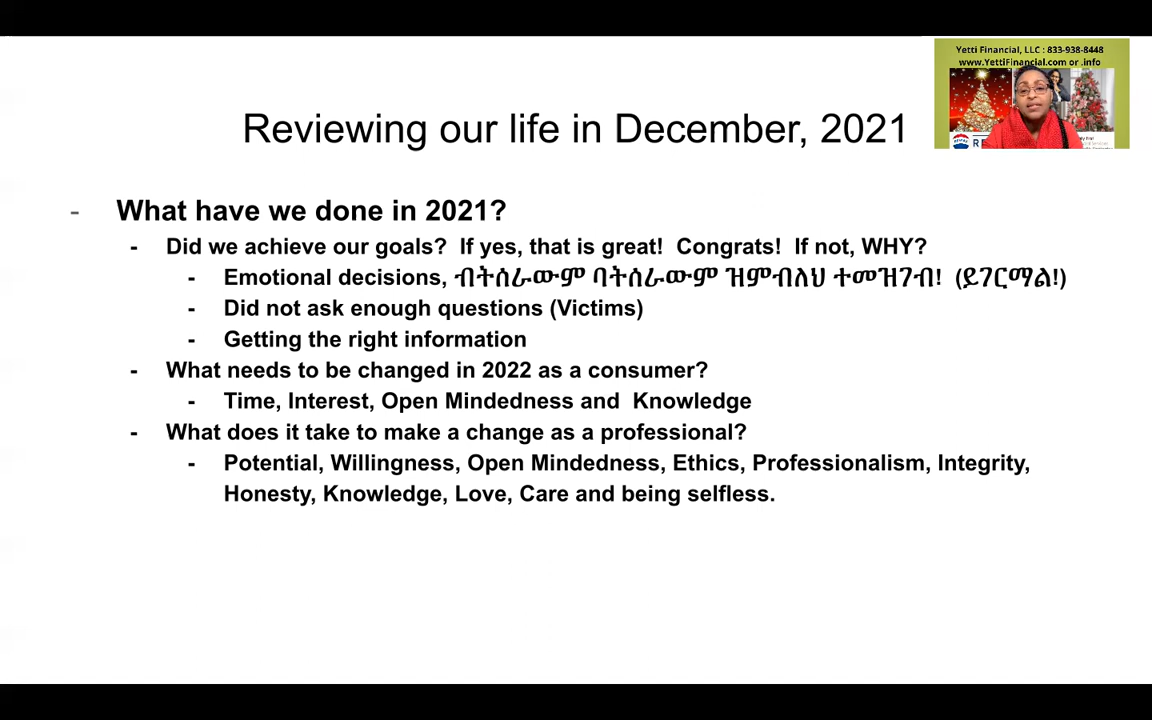 Yetti Financial, LLC : 833-938-8448
www.YettiFinancial.com or .info
Reviewing our life in December, 2021
- What have we done in 2021?
- Did we achieve our goals?  If yes, that is great!  Congrats!  If not, WHY?
- Emotional decisions, ብትሰራውም ባትሰራውም ዝምብለህ ተመዝገብ!  (ይገርማል!)
- Did not ask enough questions (Victims)
- Getting the right information
- What needs to be changed in 2022 as a consumer?
- Time, Interest, Open Mindedness and  Knowledge
- What does it take to make a change as a professional?
- Potential, Willingness, Open Mindedness, Ethics, Professionalism, Integrity,
Honesty, Knowledge, Love, Care and being selfless.